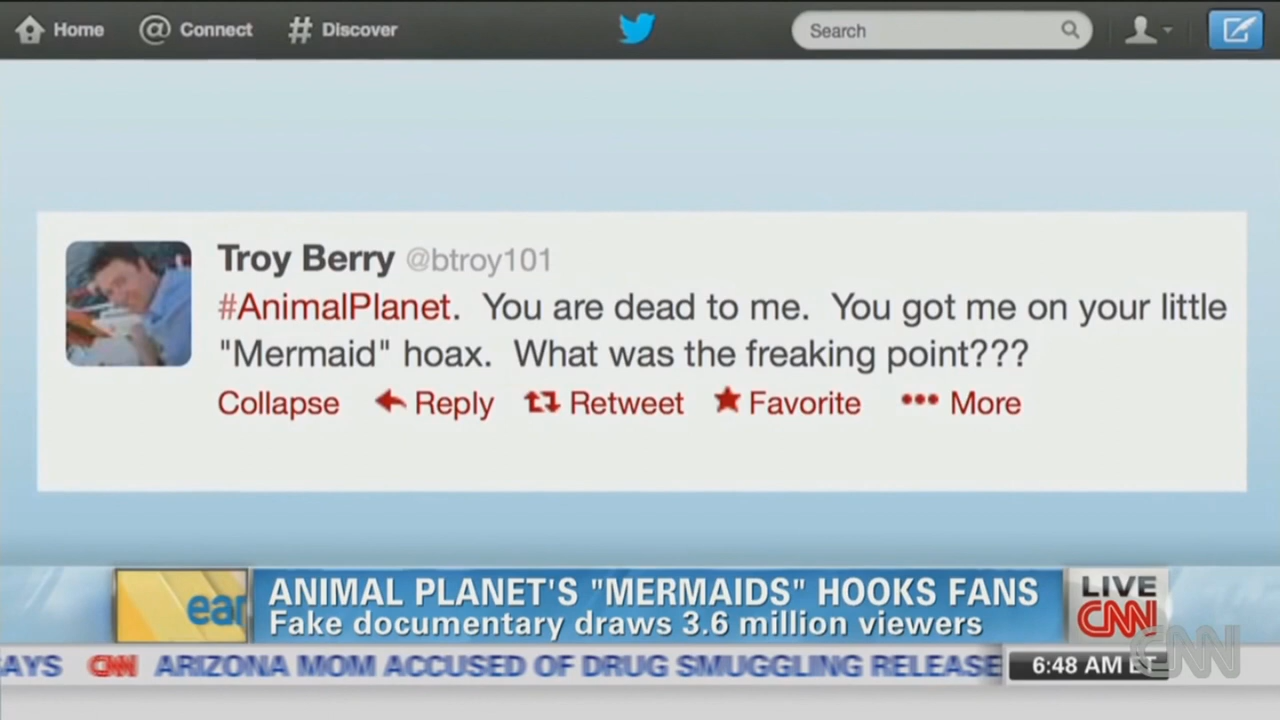 Home @ Connect # Discover Search
Troy Berry @btroy101
#AnimalPlanet. You are dead to me. You got me on your little
"Mermaid" hoax. What was the freaking point???
Collapse Reply Retweet Favorite ••• More
ear
ANIMAL PLANET'S "MERMAIDS" HOOKS FANS
Fake documentary draws 3.6 million viewers
LIVE
CNN
CNN ARIZONA MOM ACCUSED OF DRUG SMUGGLING RELEASE
6:48 AM ET
CNN